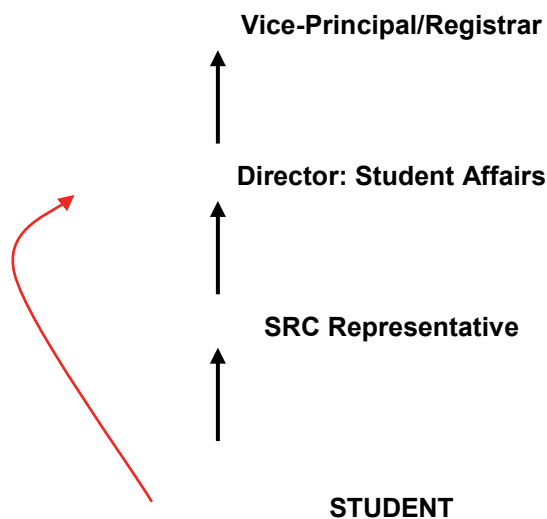 Vice-Principal/Registrar
Director: Student Affairs
SRC Representative
STUDENT